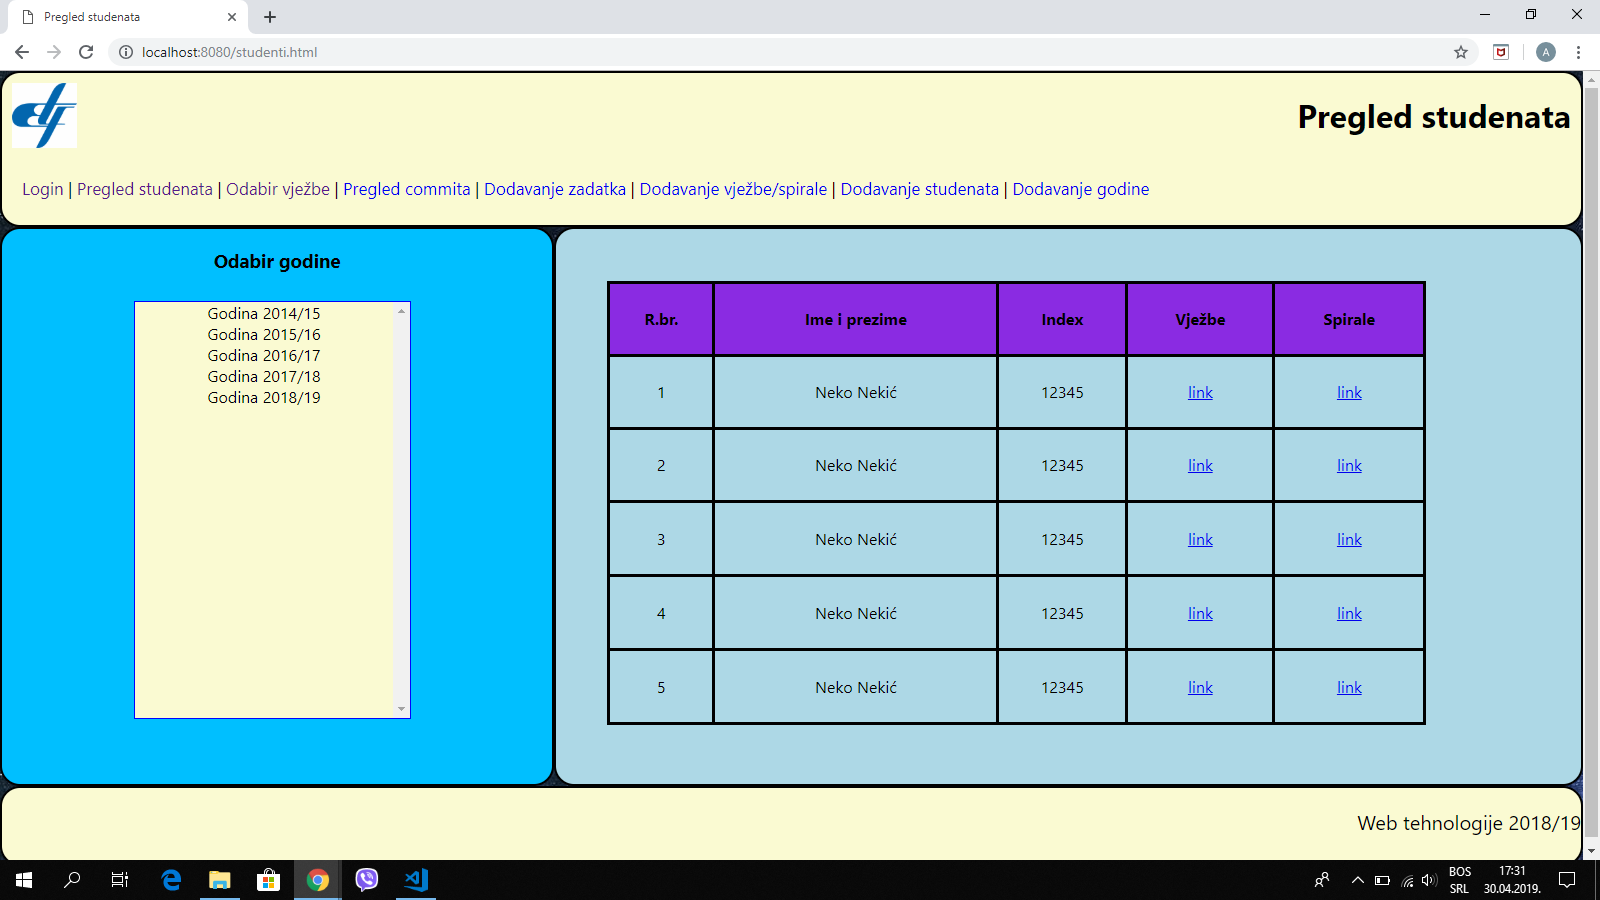 Pregled studenata
localhost:8080/studenti.html
A
Pregled studenata
Login | Pregled studenata | Odabir vježbe | Pregled commita | Dodavanje zadatka | Dodavanje vježbe/spirale | Dodavanje studenata | Dodavanje godine
Odabir godine
Godina 2014/15
Godina 2015/16
Godina 2016/17
Godina 2017/18
Godina 2018/19
R.br. Ime i prezime Index Vježbe Spirale
1 Neko Nekić 12345 link link
2 Neko Nekić 12345 link link
3 Neko Nekić 12345 link link
4 Neko Nekić 12345 link link
5 Neko Nekić 12345 link link
Web tehnologije 2018/19
BOS 17:31
SRL 30.04.2019.